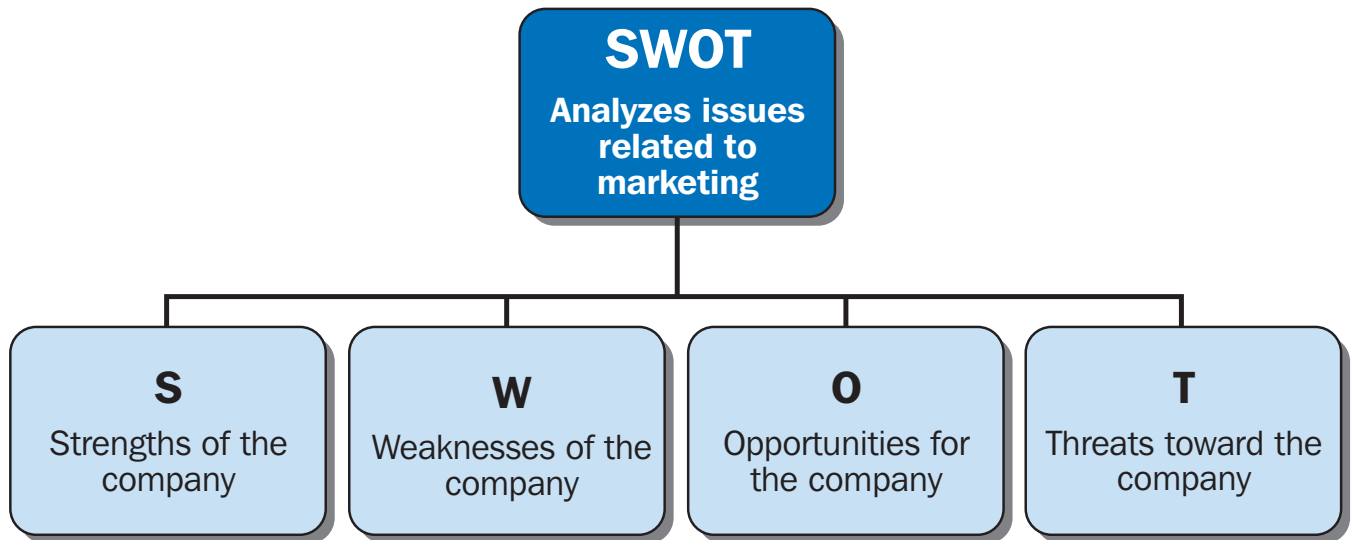 SWOT
Analyzes issues
related to
marketing
S
Strengths of the
company
W
Weaknesses of the
company
O
Opportunities for
the company
T
Threats toward the
company